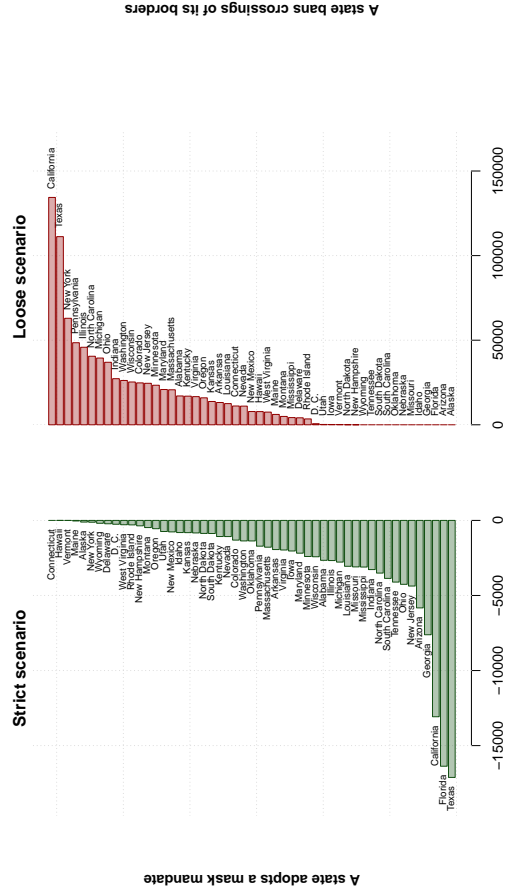 A state bans crossings of its borders
Loose scenario
California
Texas
New York
Pennsylvania
Illinois
North Carolina
Michigan
Ohio
Indiana
Washington
Wisconsin
Colorado
New Jersey
Minnesota
Maryland
Massachusetts
Alabama
Kentucky
Virginia
Oregon
Kansas
Arkansas
Louisiana
Connecticut
Nevada
New Mexico
Hawaii
West Virginia
Maine
Montana
Mississippi
Delaware
Rhode Island
D. C.
Utah
Iowa
Vermont
North Dakota
New Hampshire
Wyoming
Tennessee
South Dakota
South Carolina
Oklahoma
Nebraska
Missouri
Idaho
Georgia
Florida
Arizona
Alaska
0
50000
100000
150000
Strict scenario
Connecticut
Hawaii
Vermont
Maine
Alaska
New York
Wyoming
Delaware
D. C.
West Virginia
Rhode Island
New Hampshire
Montana
Oregon
Utah
New Mexico
Idaho
Kansas
Nebraska
North Dakota
South Dakota
Kentucky
Nevada
Colorado
Washington
Oklahoma
Pennsylvania
Massachusetts
Arkansas
Virginia
Iowa
Maryland
Minnesota
Wisconsin
Alabama
Illinois
Michigan
Louisiana
Missouri
Mississippi
Indiana
North Carolina
South Carolina
Tennessee
Ohio
New Jersey
Arizona
Georgia
California
Florida
Texas
−15000
−10000
−5000
0
A state adopts a mask mandate